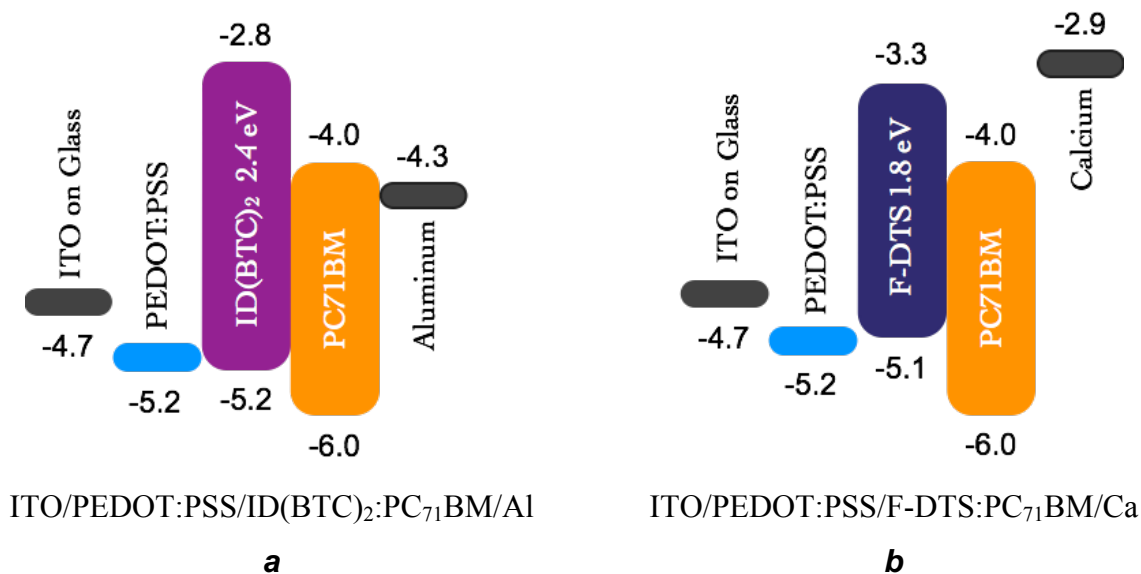 -2.8
-4.0
-4.3
ITO on Glass
PEDOT:PSS
ID(BTC)₂ 2.4 eV
PC71BM
Aluminum
-4.7
-5.2
-5.2
-6.0
ITO/PEDOT:PSS/ID(BTC)₂:PC₇₁BM/Al
a
-2.9
-3.3
-4.0
ITO on Glass
PEDOT:PSS
F-DTS 1.8 eV
PC71BM
Calcium
-4.7
-5.2
-5.1
-6.0
ITO/PEDOT:PSS/F-DTS:PC₇₁BM/Ca
b